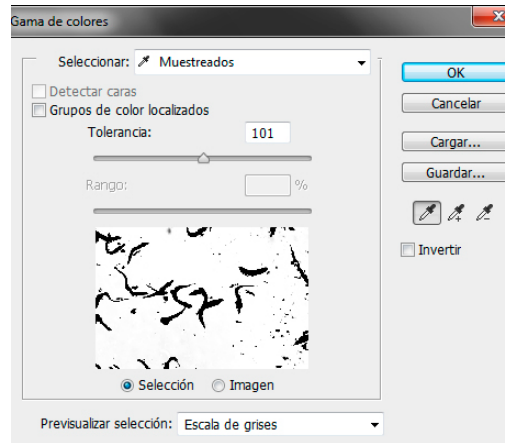 Gama de colores
Seleccionar: Muestreados
Detectar caras
Grupos de color localizados
Tolerancia: 101
Rango: %
Selección Imagen
Previsualizar selección: Escala de grises
OK
Cancelar
Cargar...
Guardar...
Invertir